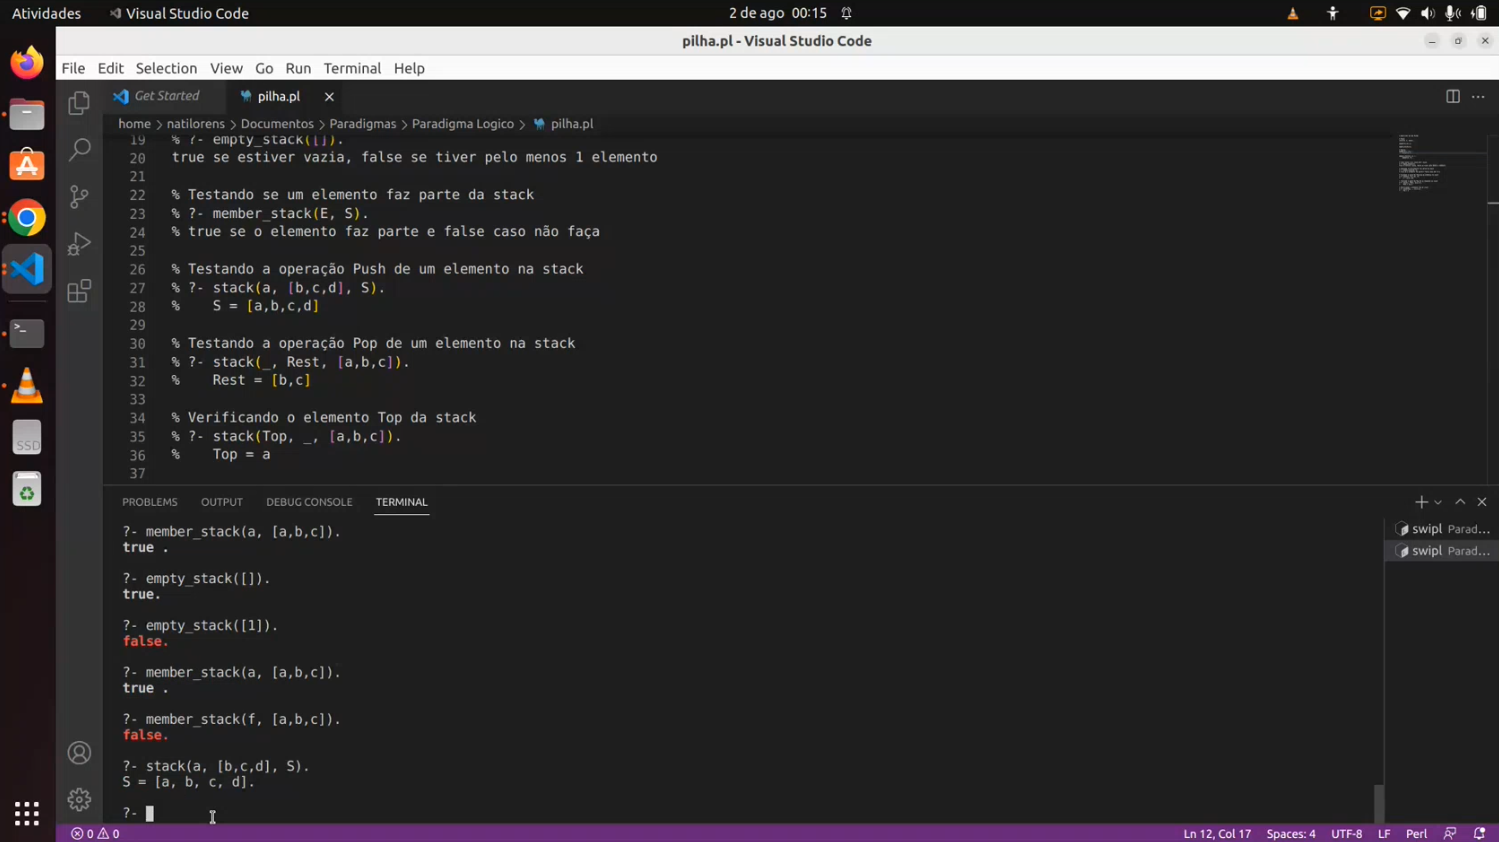 Atividades
Visual Studio Code
2 de ago 00:15
pilha.pl - Visual Studio Code
File Edit Selection View Go Run Terminal Help
Get Started
pilha.pl
home > natilorens > Documentos > Paradigmas > Paradigma Logico > pilha.pl
19 % ?- empty_stack([]).
20 true se estiver vazia, false se tiver pelo menos 1 elemento
21
22 % Testando se um elemento faz parte da stack
23 % ?- member_stack(E, S).
24 % true se o elemento faz parte e false caso não faça
25
26 % Testando a operação Push de um elemento na stack
27 % ?- stack(a, [b,c,d], S).
28 %    S = [a,b,c,d]
29
30 % Testando a operação Pop de um elemento na stack
31 % ?- stack(_, Rest, [a,b,c]).
32 %    Rest = [b,c]
33
34 % Verificando o elemento Top da stack
35 % ?- stack(Top, _, [a,b,c]).
36 %    Top = a
37
PROBLEMS OUTPUT DEBUG CONSOLE TERMINAL
?- member_stack(a, [a,b,c]).
true .
?- empty_stack([]).
true.
?- empty_stack([1]).
false.
?- member_stack(a, [a,b,c]).
true .
?- member_stack(f, [a,b,c]).
false.
?- stack(a, [b,c,d], S).
S = [a, b, c, d].
?-
swipl Parad...
swipl Parad...
SSD
0 0
Ln 12, Col 17 Spaces: 4 UTF-8 LF Perl